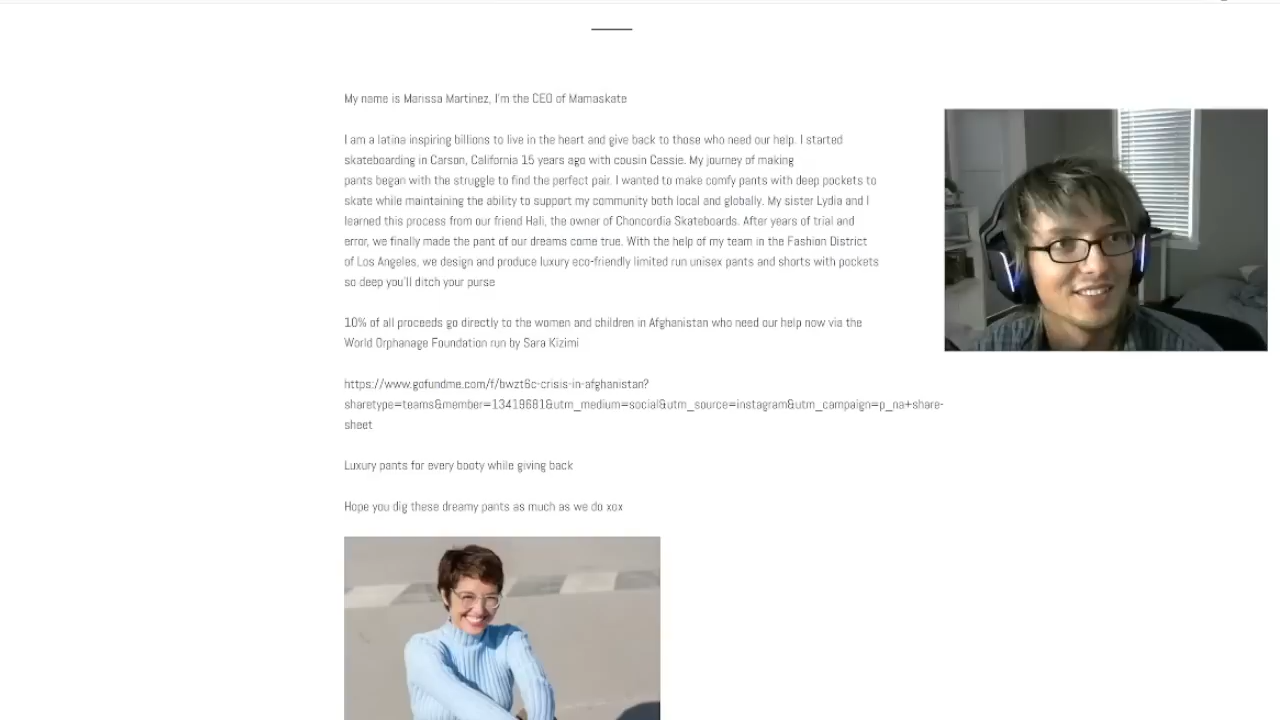 My name is Marissa Martinez, I'm the CEO of Mamaskate
I am a latina inspiring billions to live in the heart and give back to those who need our help. I started
skateboarding in Carson, California 15 years ago with cousin Cassie. My journey of making
pants began with the struggle to find the perfect pair. I wanted to make comfy pants with deep pockets to
skate while maintaining the ability to support my community both local and globally. My sister Lydia and I
learned this process from our friend Hali, the owner of Choncordia Skateboards. After years of trial and
error, we finally made the pant of our dreams come true. With the help of my team in the Fashion District
of Los Angeles, we design and produce luxury eco-friendly limited run unisex pants and shorts with pockets
so deep you'll ditch your purse
10% of all proceeds go directly to the women and children in Afghanistan who need our help now via the
World Orphanage Foundation run by Sara Kizimi
https://www.gofundme.com/f/bwzt6c-crisis-in-afghanistan?
sharetype=teams&member=13419681&utm_medium=social&utm_source=instagram&utm_campaign=p_na+share-
sheet
Luxury pants for every booty while giving back
Hope you dig these dreamy pants as much as we do xox